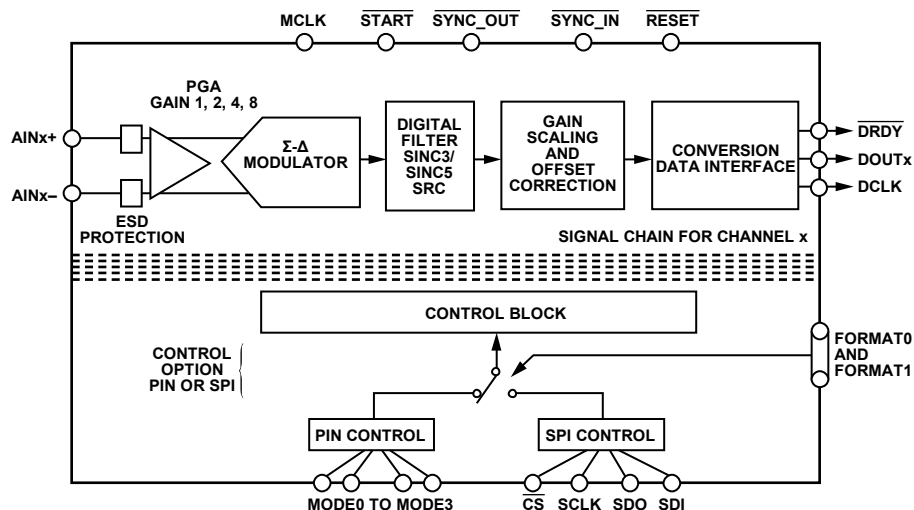 MCLK START SYNC_OUT SYNC_IN RESET
PGA
GAIN 1, 2, 4, 8
AINx+
AINx–
ESD
PROTECTION
Σ-Δ
MODULATOR
DIGITAL
FILTER
SINC3/
SINC5
SRC
GAIN
SCALING
AND
OFFSET
CORRECTION
CONVERSION
DATA INTERFACE
DRDY
DOUTx
DCLK
SIGNAL CHAIN FOR CHANNEL x
CONTROL BLOCK
CONTROL
OPTION
PIN OR SPI
FORMAT0
AND
FORMAT1
PIN CONTROL
SPI CONTROL
MODE0 TO MODE3
CS SCLK SDO SDI